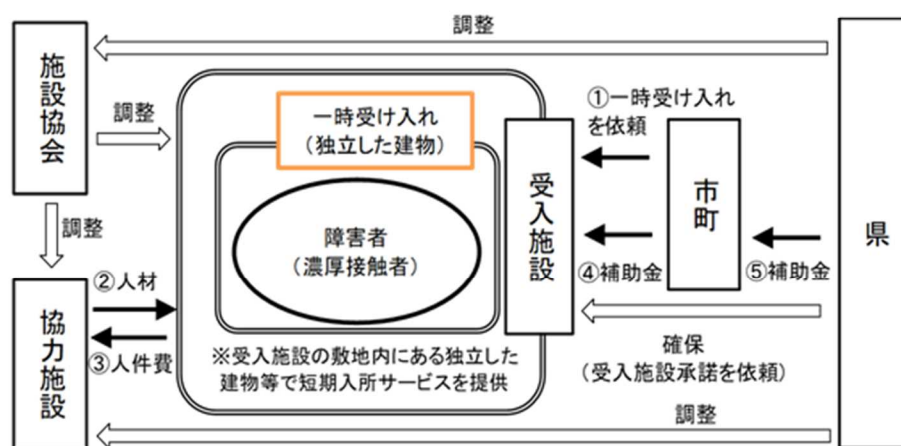 調整
施設協会
調整
一時受け入れ
（独立した建物）
①一時受け入れ
を依頼
受入施設
市町
県
障害者
（濃厚接触者）
調整
④補助金
⑤補助金
②人材
協力施設
③人件費
※受入施設の敷地内にある独立した
建物等で短期入所サービスを提供
確保
（受入施設承諾を依頼）
調整